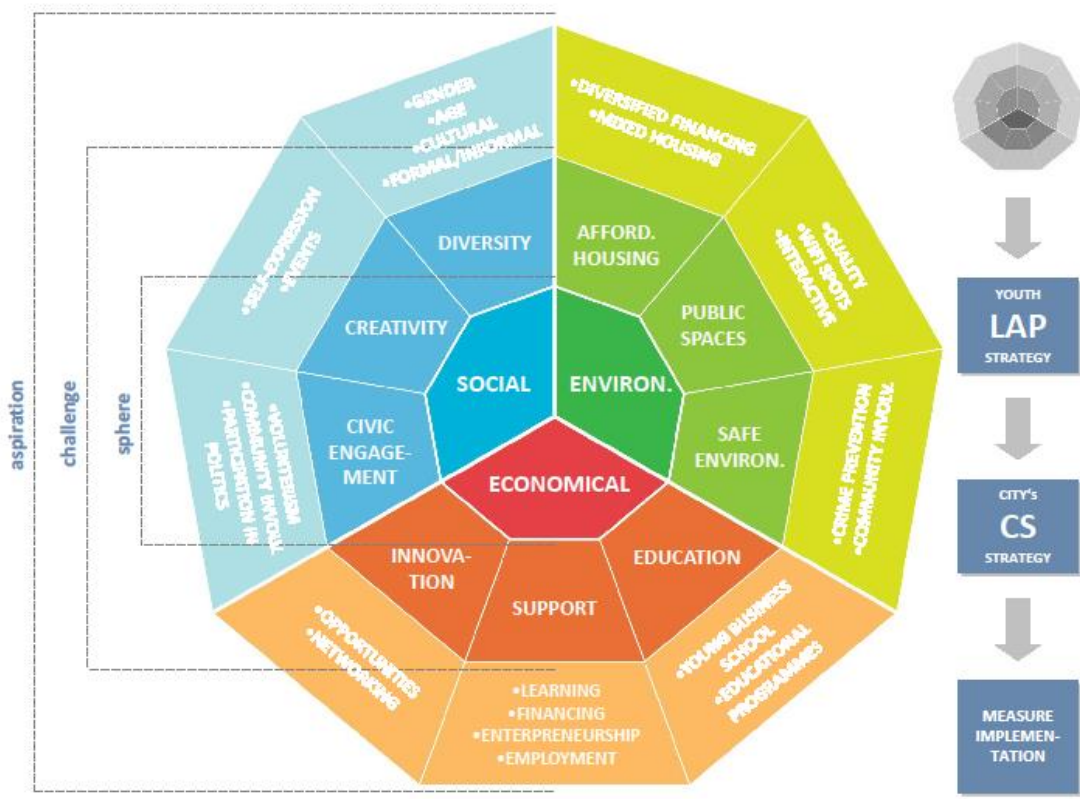 aspiration
challenge
sphere
•GENDER
•AGE
•CULTURAL
•FORMAL/INFORMAL
•DIVERSIFIED FINANCING
•MIXED HOUSING
•SELF-EXPRESSION
•EVENTS
•QUALITY
•WIFI SPOTS
•INTERACTIVE
•VOLUNTERISM
•COMMUNITY INVOLV.
•PARTICIPATION IN
POLITICS
•CRIME PREVENTION
•COMMUNITY INVOLV.
•OPPORTUNITIES
•NETWORKING
•LEARNING
•FINANCING
•ENTERPRENEURSHIP
•EMPLOYMENT
•YOUNG BUSINESS
SCHOOL
•EDUCATIONAL
PROGRAMMES
DIVERSITY
AFFORD.
HOUSING
CREATIVITY
PUBLIC
SPACES
CIVIC
ENGAGE-
MENT
SAFE
ENVIRON.
INNOVA-
TION
SUPPORT
EDUCATION
SOCIAL
ENVIRON.
ECONOMICAL
YOUTH
LAP
STRATEGY
CITY's
CS
STRATEGY
MEASURE
IMPLEMEN-
TATION